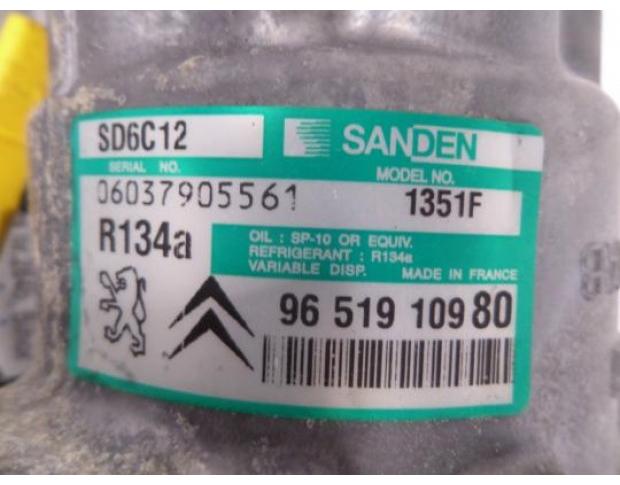 SD6C12
SANDEN
SERIAL NO.
MODEL NO.
06037905561
1351F
R134a
OIL : SP-10 OR EQUIV.
REFRIGERANT : R134a
VARIABLE DISP. MADE IN FRANCE
96 519 109 80